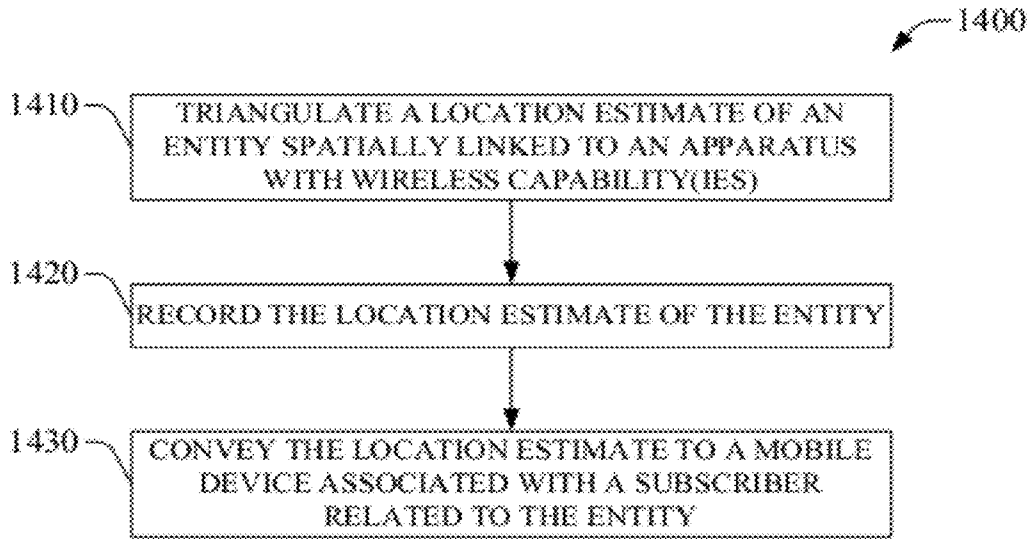 1400
1410
TRIANGULATE A LOCATION ESTIMATE OF AN
ENTITY SPATIALLY LINKED TO AN APPARATUS
WITH WIRELESS CAPABILITY(IES)
1420
RECORD THE LOCATION ESTIMATE OF THE ENTITY
1430
CONVEY THE LOCATION ESTIMATE TO A MOBILE
DEVICE ASSOCIATED WITH A SUBSCRIBER
RELATED TO THE ENTITY